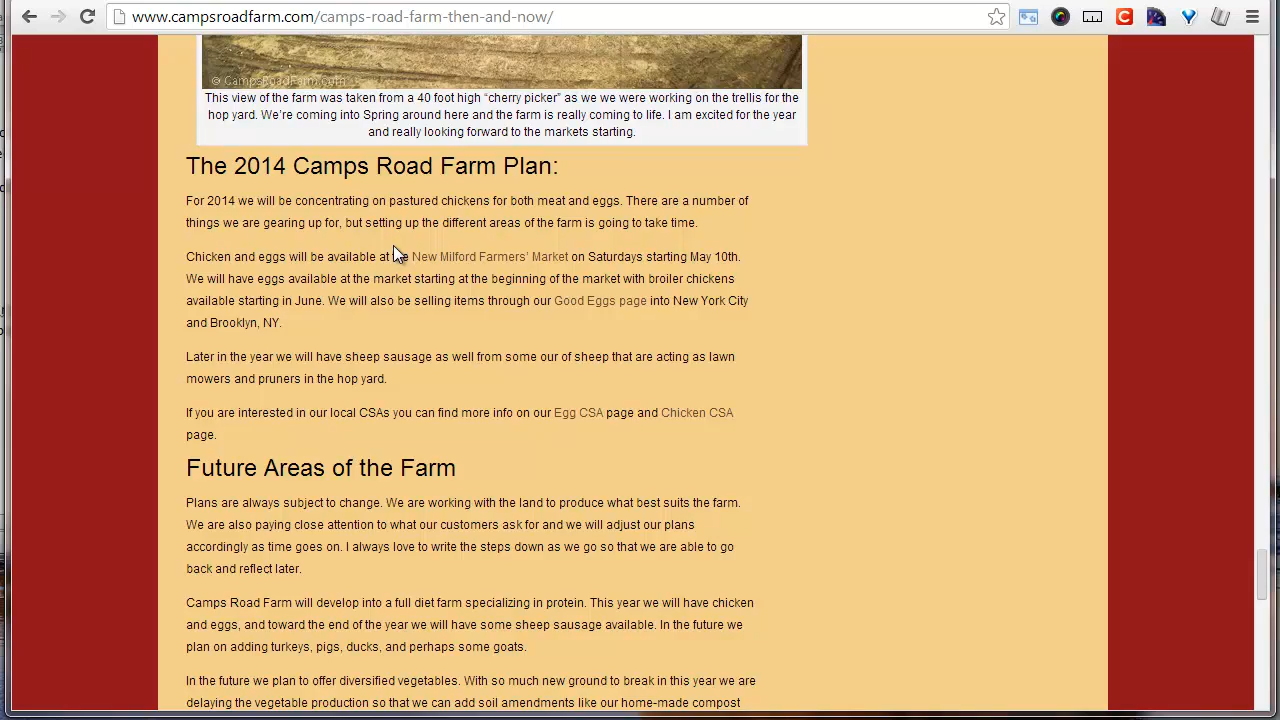 www.campsroadfarm.com/camps-road-farm-then-and-now/
© CampsRoadFarm.com
This view of the farm was taken from a 40 foot high “cherry picker” as we we were working on the trellis for the
hop yard. We’re coming into Spring around here and the farm is really coming to life. I am excited for the year
and really looking forward to the markets starting.
The 2014 Camps Road Farm Plan:
For 2014 we will be concentrating on pastured chickens for both meat and eggs. There are a number of
things we are gearing up for, but setting up the different areas of the farm is going to take time.
Chicken and eggs will be available at the New Milford Farmers’ Market on Saturdays starting May 10th.
We will have eggs available at the market starting at the beginning of the market with broiler chickens
available starting in June. We will also be selling items through our Good Eggs page into New York City
and Brooklyn, NY.
Later in the year we will have sheep sausage as well from some our of sheep that are acting as lawn
mowers and pruners in the hop yard.
If you are interested in our local CSAs you can find more info on our Egg CSA page and Chicken CSA
page.
Future Areas of the Farm
Plans are always subject to change. We are working with the land to produce what best suits the farm.
We are also paying close attention to what our customers ask for and we will adjust our plans
accordingly as time goes on. I always love to write the steps down as we go so that we are able to go
back and reflect later.
Camps Road Farm will develop into a full diet farm specializing in protein. This year we will have chicken
and eggs, and toward the end of the year we will have some sheep sausage available. In the future we
plan on adding turkeys, pigs, ducks, and perhaps some goats.
In the future we plan to offer diversified vegetables. With so much new ground to break in this year we are
delaying the vegetable production so that we can add soil amendments like our home-made compost